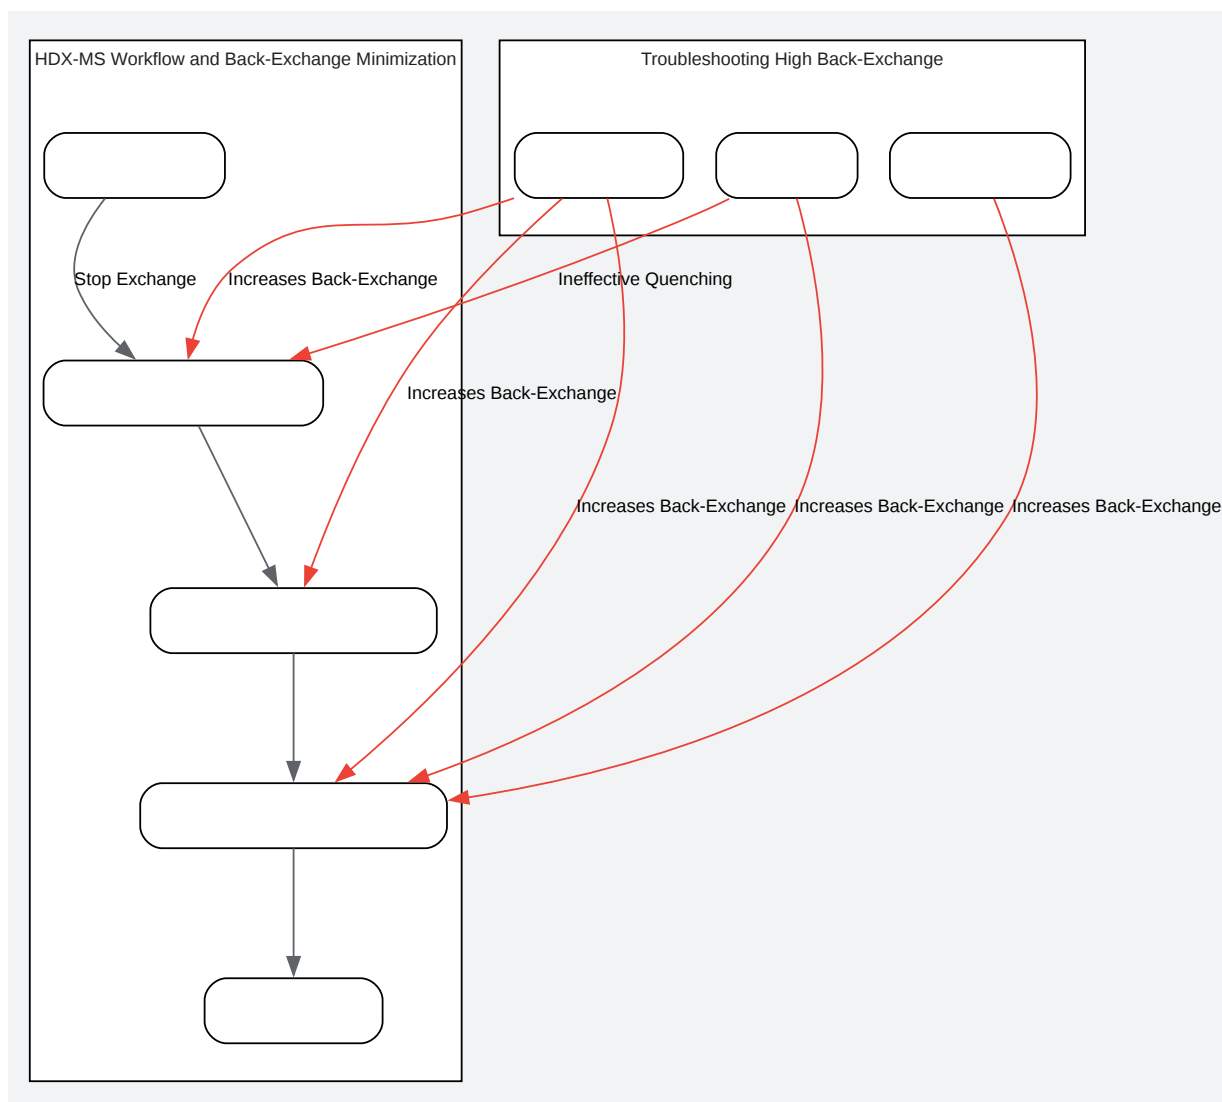 HDX-MS Workflow and Back-Exchange Minimization
Troubleshooting High Back-Exchange
Stop Exchange
Increases Back-Exchange
Ineffective Quenching
Increases Back-Exchange
Increases Back-Exchange
Increases Back-Exchange
Increases Back-Exchange